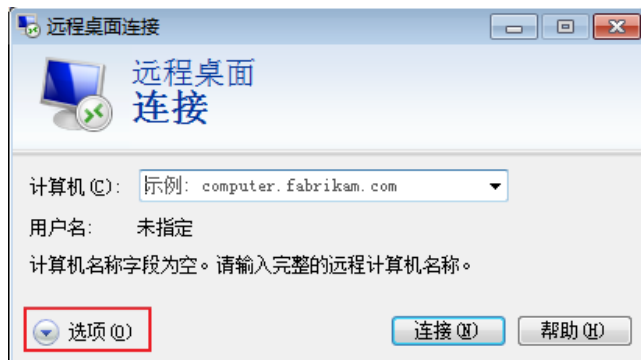 远程桌面连接
远程桌面
连接
计算机(C): 示例: computer.fabrikam.com
用户名: 未指定
计算机名称字段为空。请输入完整的远程计算机名称。
选项(O) 连接(N) 帮助(H)